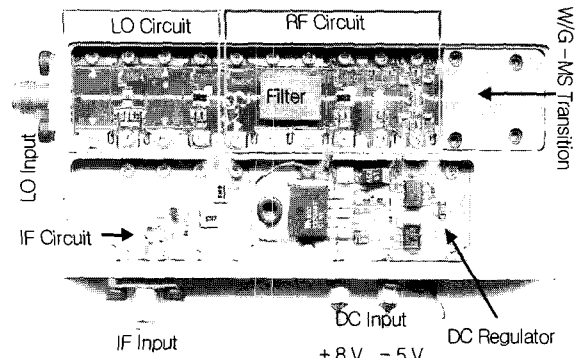 LO Circuit
RF Circuit
W/G – MS Transition
Filter
LO Input
IF Circuit
IF Input
DC Input
+ 8 V – 5 V
DC Regulator